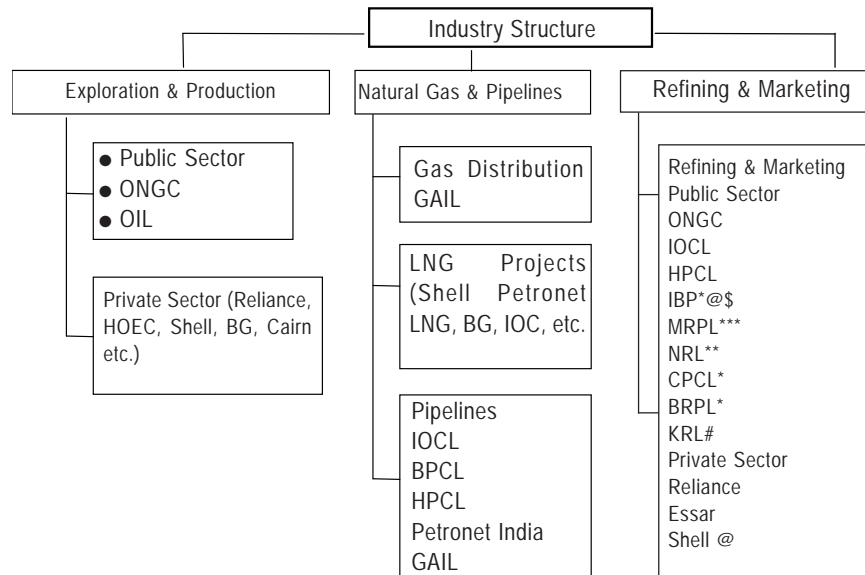 Industry Structure
Exploration & Production
● Public Sector
● ONGC
● OIL
Private Sector (Reliance,
HOEC, Shell, BG, Cairn
etc.)
Natural Gas & Pipelines
Gas Distribution
GAIL
LNG Projects
(Shell Petronet
LNG, BG, IOC, etc.
Pipelines
IOCL
BPCL
HPCL
Petronet India
GAIL
Refining & Marketing
Refining & Marketing
Public Sector
ONGC
IOCL
HPCL
IBP*@$
MRPL***
NRL**
CPCL*
BRPL*
KRL#
Private Sector
Reliance
Essar
Shell @